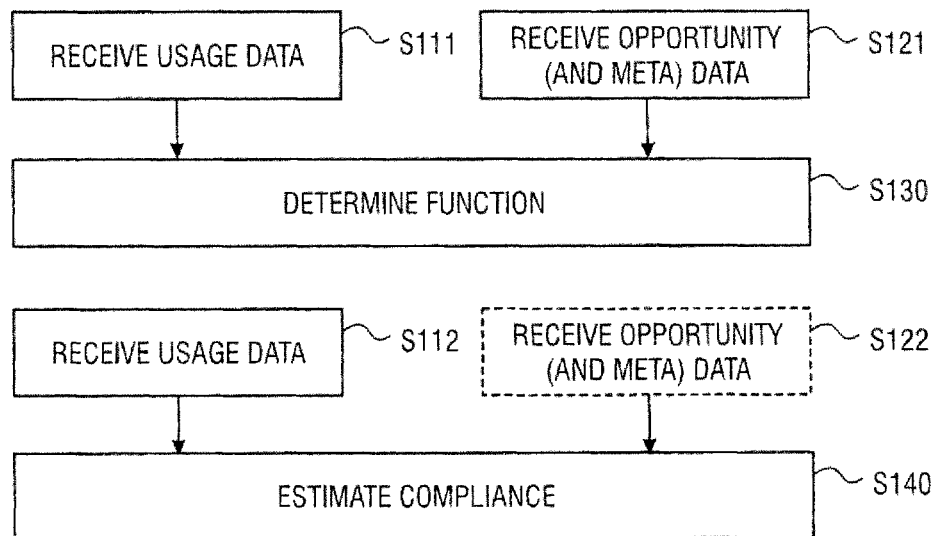 RECEIVE USAGE DATA
S111
RECEIVE OPPORTUNITY
(AND META) DATA
S121
DETERMINE FUNCTION
S130
RECEIVE USAGE DATA
S112
RECEIVE OPPORTUNITY
(AND META) DATA
S122
ESTIMATE COMPLIANCE
S140